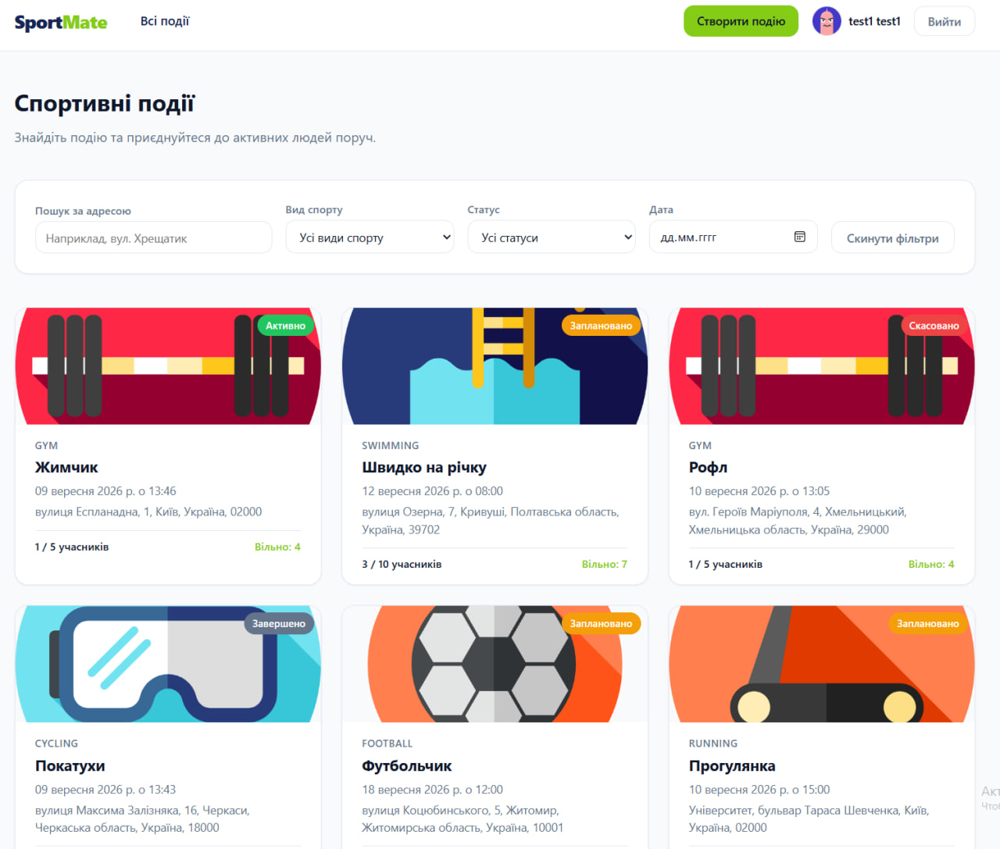 SportMate
Всі події
Створити подію
test1 test1
Вийти
Спортивні події
Знайдіть подію та приєднуйтеся до активних людей поруч.
Пошук за адресою
Вид спорту
Статус
Дата
Наприклад, вул. Хрещатик
Усі види спорту
Усі статуси
дд.мм.гггг
Скинути фільтри
Активно
GYM
Жимчик
09 вересня 2026 р. о 13:46
вулиця Еспланадна, 1, Київ, Україна, 02000
1 / 5 учасників
Вільно: 4
Заплановано
SWIMMING
Швидко на річку
12 вересня 2026 р. о 08:00
вулиця Озерна, 7, Кривуші, Полтавська область,
Україна, 39702
3 / 10 учасників
Вільно: 7
Скасовано
GYM
Рофл
10 вересня 2026 р. о 13:05
вул. Героїв Маріуполя, 4, Хмельницький,
Хмельницька область, Україна, 29000
1 / 5 учасників
Вільно: 4
Завершено
CYCLING
Покатухи
09 вересня 2026 р. о 13:43
вулиця Максима Залізняка, 16, Черкаси,
Черкаська область, Україна, 18000
Заплановано
FOOTBALL
Футбольчик
18 вересня 2026 р. о 12:00
вулиця Коцюбинського, 5, Житомир,
Житомирська область, Україна, 10001
Заплановано
RUNNING
Прогулянка
10 вересня 2026 р. о 15:00
Університет, бульвар Тараса Шевченка, Київ,
Україна, 02000